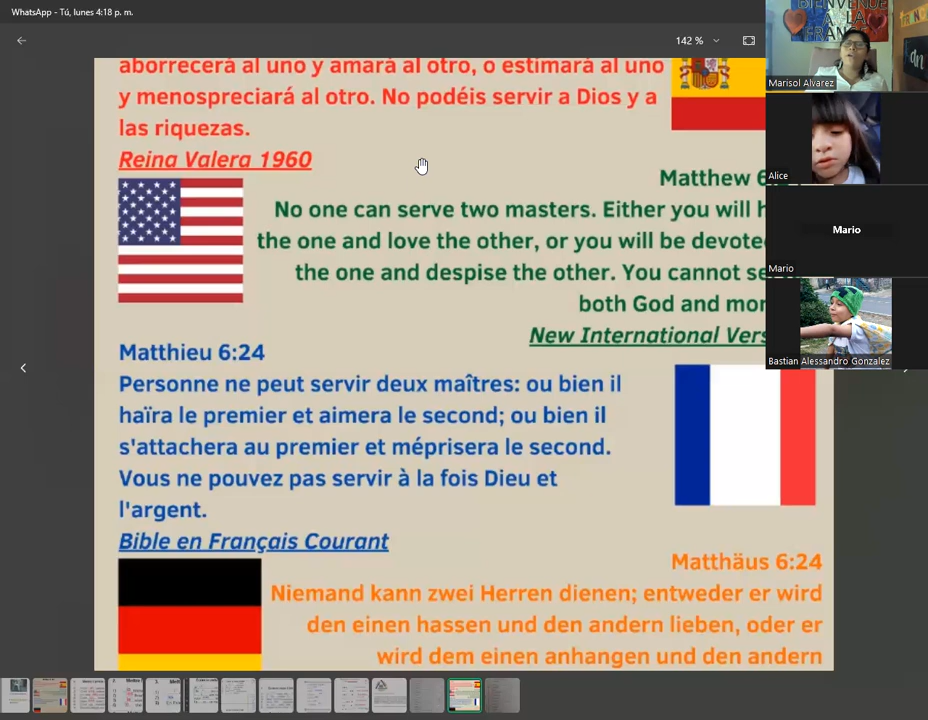 WhatsApp - Tú, lunes 4:18 p. m.
142 %
BIENVENUE
A LA
FRANCE
Marisol Alvarez
Alice
Mario
Mario
Bastian Alessandro Gonzalez
aborrecerá al uno y amará al otro, o estimará al uno
y menospreciará al otro. No podéis servir a Dios y a
las riquezas.
Reina Valera 1960
Matthew 6
No one can serve two masters. Either you will h
the one and love the other, or you will be devote
the one and despise the other. You cannot se
both God and mon
New International Vers
Matthieu 6:24
Personne ne peut servir deux maîtres: ou bien il
haïra le premier et aimera le second; ou bien il
s'attachera au premier et méprisera le second.
Vous ne pouvez pas servir à la fois Dieu et
l'argent.
Bible en Français Courant
Matthäus 6:24
Niemand kann zwei Herren dienen; entweder er wird
den einen hassen und den andern lieben, oder er
wird dem einen anhangen und den andern